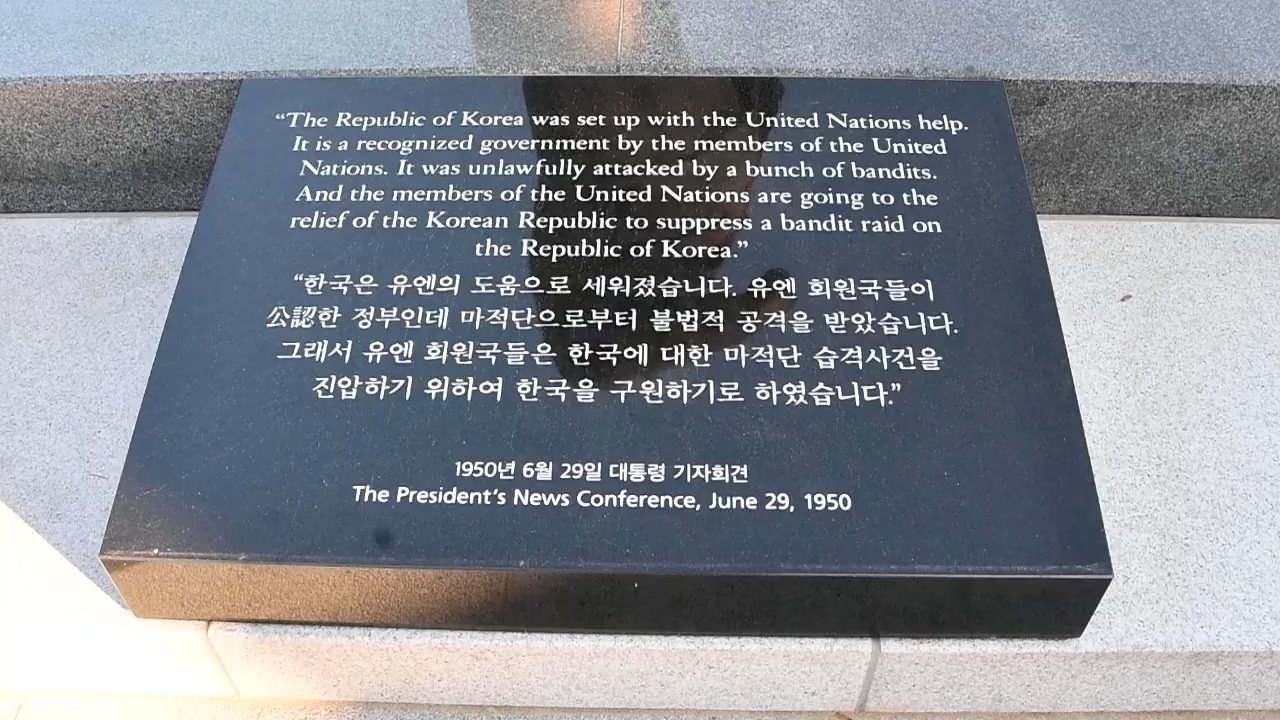 “The Republic of Korea was set up with the United Nations help.
It is a recognized government by the members of the United
Nations. It was unlawfully attacked by a bunch of bandits.
And the members of the United Nations are going to the
relief of the Korean Republic to suppress a bandit raid on
the Republic of Korea.”
“한국은 유엔의 도움으로 세워졌습니다. 유엔 회원국들이
公認한 정부인데 마적단으로부터 불법적 공격을 받았습니다.
그래서 유엔 회원국들은 한국에 대한 마적단 습격사건을
진압하기 위하여 한국을 구원하기로 하였습니다.”
1950년 6월 29일 대통령 기자회견
The President’s News Conference, June 29, 1950